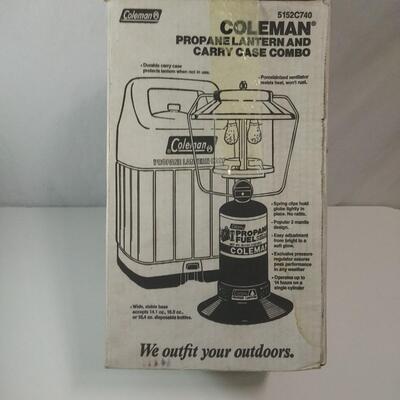 Coleman
5152C740
COLEMAN®
PROPANE LANTERN AND
CARRY CASE COMBO
• Durable carry case
protects lantern when not in use.
• Porcelainized ventilator
resists heat, won't rust.
Coleman
PROPANE LANTERN CASE
• Spring clips hold globe
tightly in
place. No rattle.
• Popular 2 mantle
design.
• Easy adjustment
from bright to a
soft glow.
• Exclusive pressure
regulator assures
peak performance
in any weather
• Operates up to
14 hours on a
single cylinder
PROPANE
FUEL
COLEMAN
• Wide, stable base
accepts 14.1 oz., 16.0 oz.,
or 16.4 oz. disposable bottles.
We outfit your outdoors.